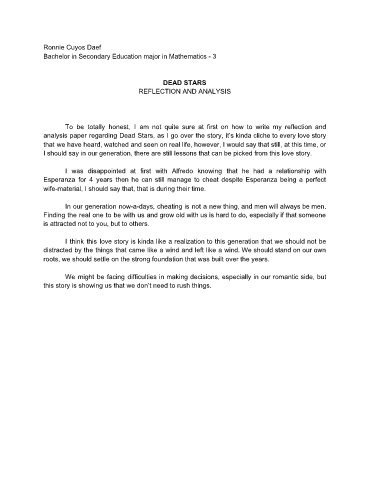 Ronnie Cuyos Daef
Bachelor in Secondary Education major in Mathematics - 3
DEAD STARS
REFLECTION AND ANALYSIS
To be totally honest, I am not quite sure at first on how to write my reflection and
analysis paper regarding Dead Stars, as I go over the story, it's kinda cliche to every love story
that we have heard, watched and seen on real life, however, I would say that still, at this time, or
I should say in our generation, there are still lessons that can be picked from this love story.
I was disappointed at first with Alfredo knowing that he had a relationship with
Esperanza for 4 years then he can still manage to cheat despite Esperanza being a perfect
wife-material, I should say that, that is during their time.
In our generation now-a-days, cheating is not a new thing, and men will always be men.
Finding the real one to be with us and grow old with us is hard to do, especially if that someone
is attracted not to you, but to others.
I think this love story is kinda like a realization to this generation that we should not be
distracted by the things that came like a wind and left like a wind. We should stand on our own
roots, we should settle on the strong foundation that was built over the years.
We might be facing difficulties in making decisions, especially in our romantic side, but
this story is showing us that we don't need to rush things.